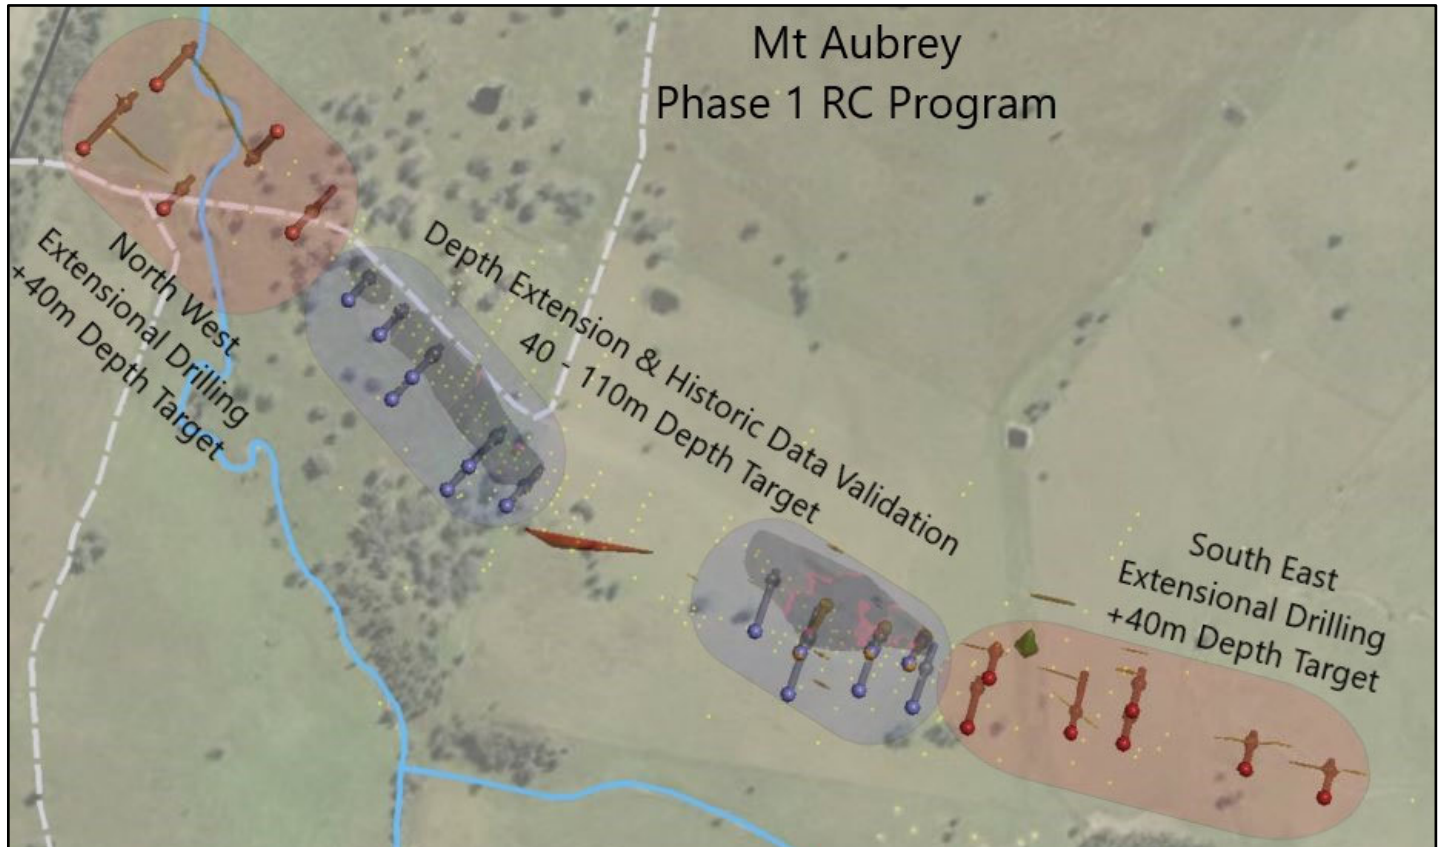 Mt Aubrey
Phase 1 RC Program
North West
Extensional Drilling
+40m Depth Target
Depth Extension & Historic Data Validation
40 - 110m Depth Target
South East
Extensional Drilling
+40m Depth Target